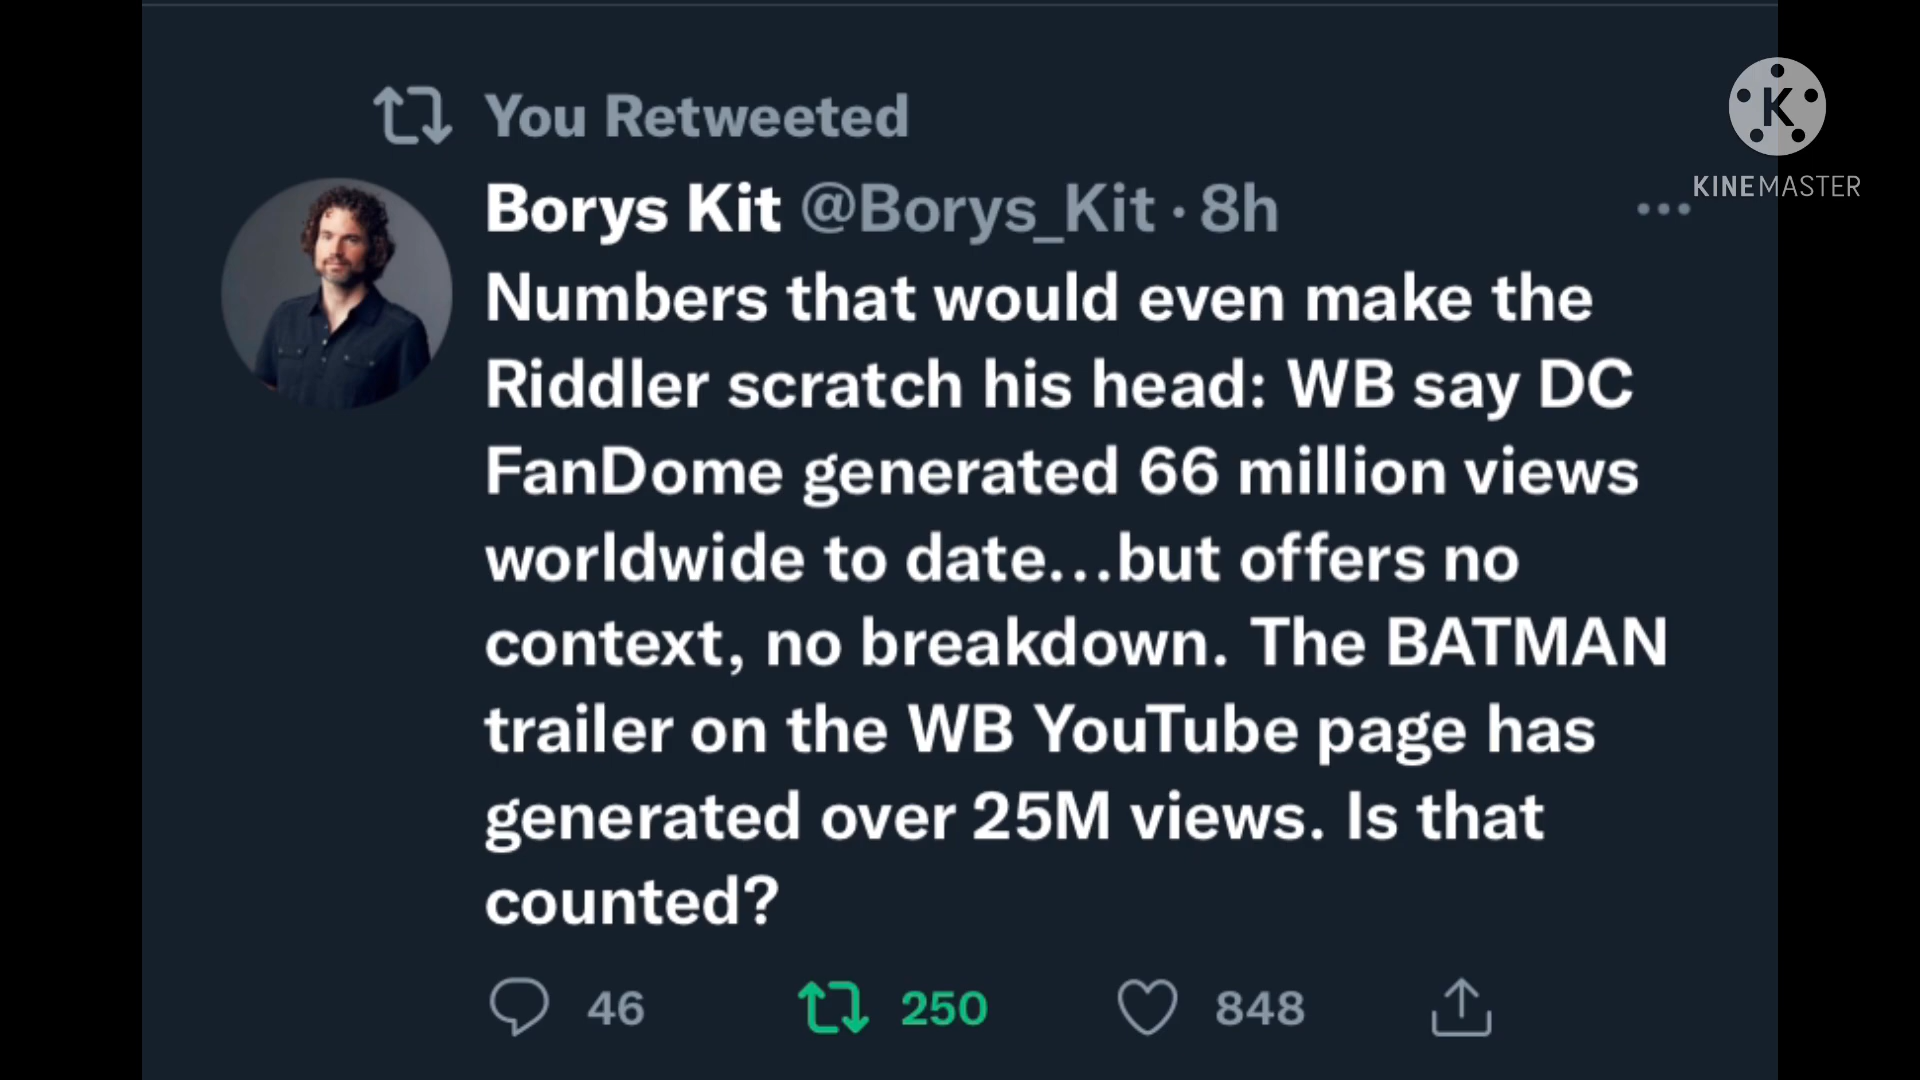 You Retweeted
Borys Kit @Borys_Kit · 8h
Numbers that would even make the
Riddler scratch his head: WB say DC
FanDome generated 66 million views
worldwide to date...but offers no
context, no breakdown. The BATMAN
trailer on the WB YouTube page has
generated over 25M views. Is that
counted?
46 250 848
K
KINEMASTER